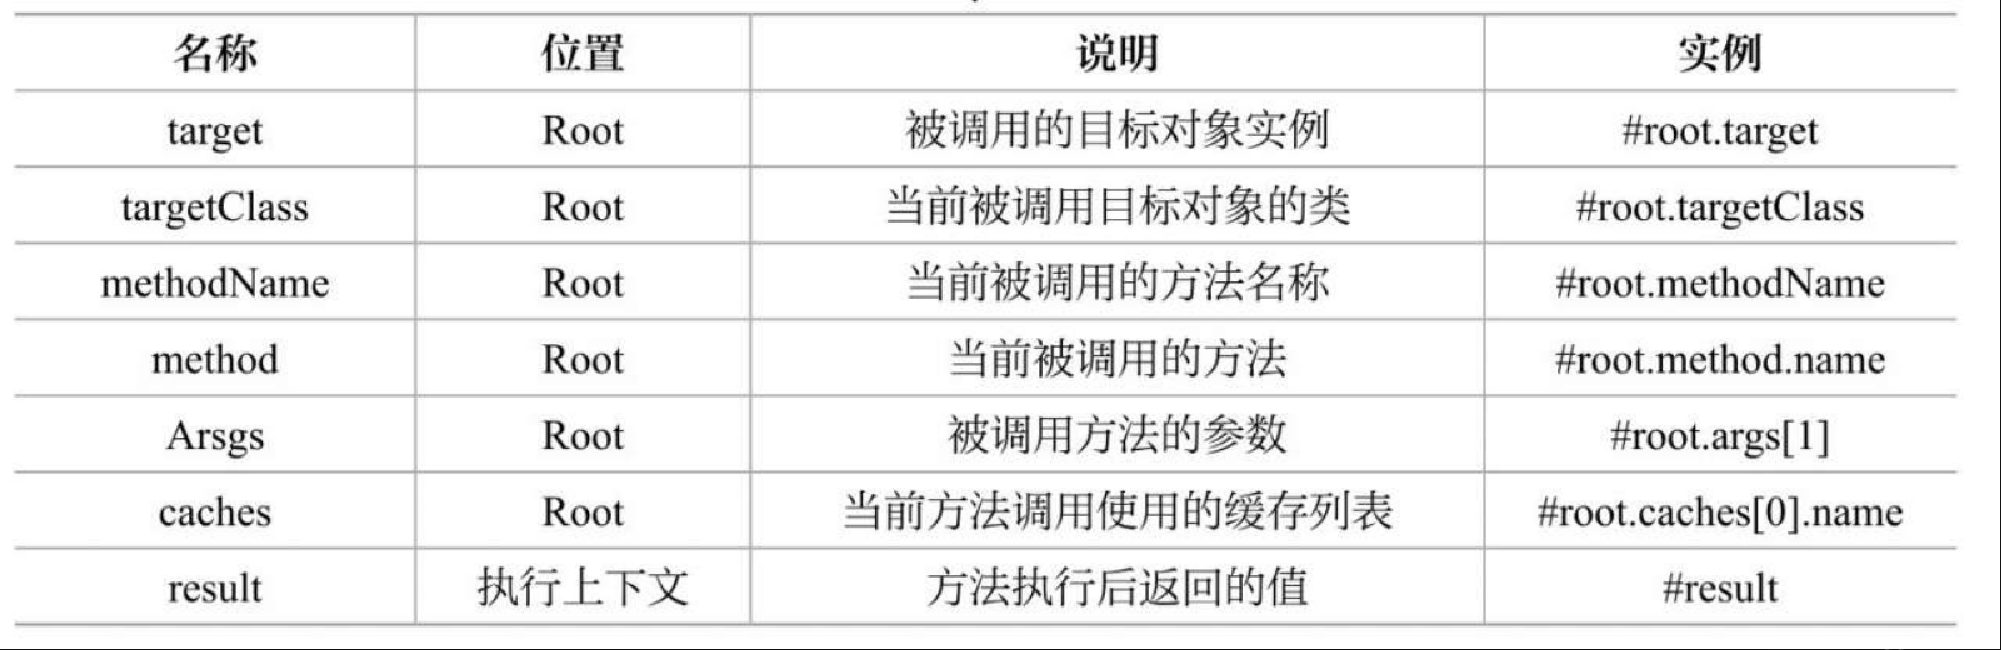 名称 位置 说明 实例
target Root 被调用的目标对象实例 #root.target
targetClass Root 当前被调用目标对象的类 #root.targetClass
methodName Root 当前被调用的方法名称 #root.methodName
method Root 当前被调用的方法 #root.method.name
Arsgs Root 被调用方法的参数 #root.args[1]
caches Root 当前方法调用使用的缓存列表 #root.caches[0].name
result 执行上下文 方法执行后返回的值 #result